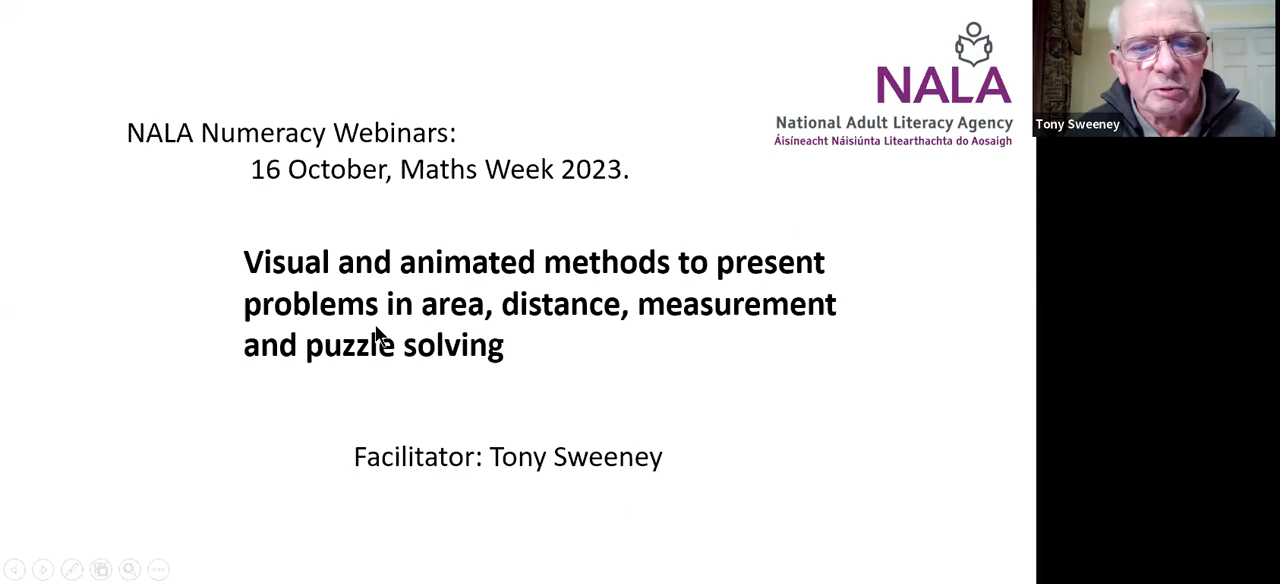 NALA
National Adult Literacy Agency
Áisíneacht Náisiúnta Litearthachta do Aosaigh
Tony Sweeney
NALA Numeracy Webinars:
16 October, Maths Week 2023.
Visual and animated methods to present
problems in area, distance, measurement
and puzzle solving
Facilitator: Tony Sweeney